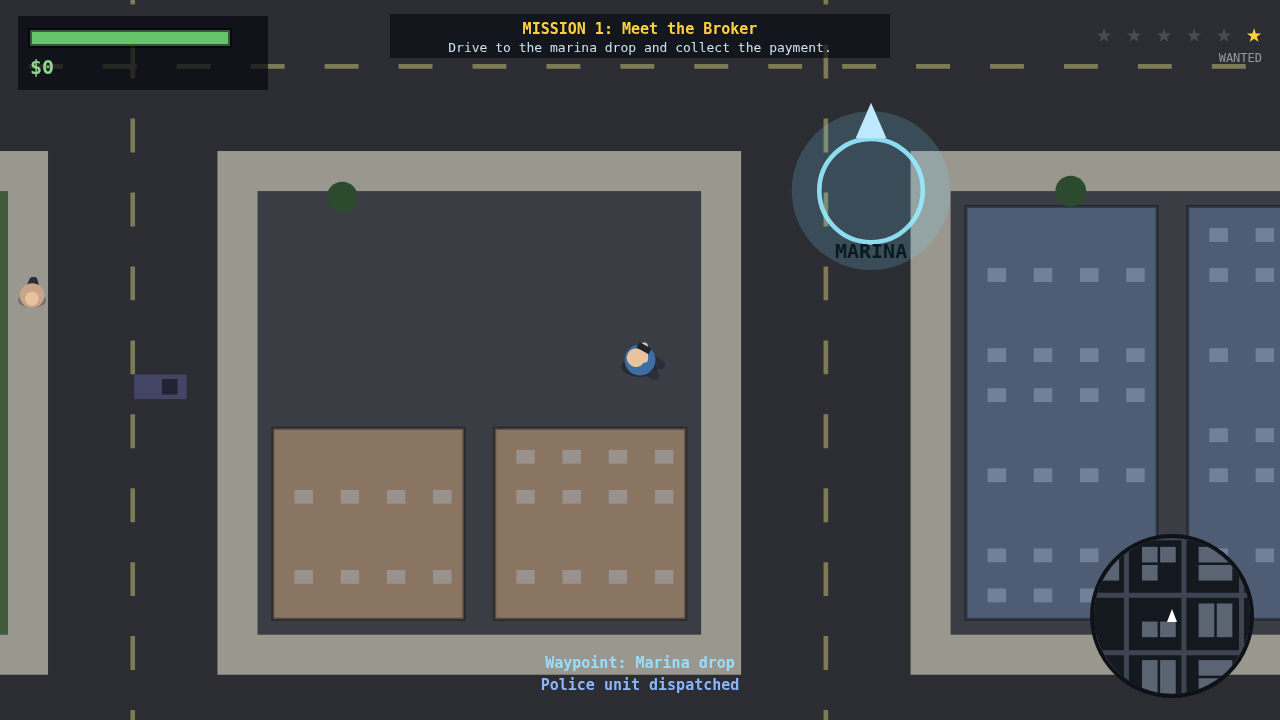 MISSION 1: Meet the Broker
Drive to the marina drop and collect the payment.
$0
WANTED
MARINA
Waypoint: Marina drop
Police unit dispatched